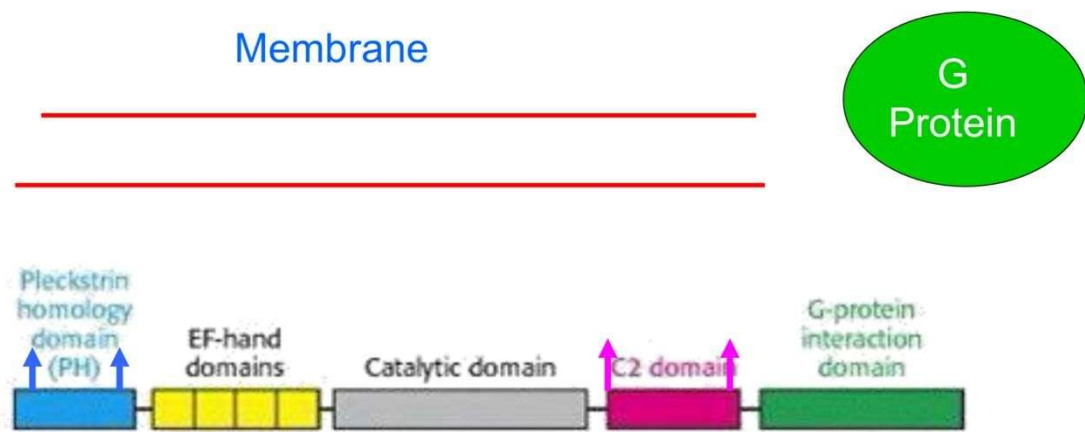 Membrane
G
Protein
Pleckstrin
homology
domain
(PH)
EF-hand
domains
Catalytic domain
C2 domain
G-protein
interaction
domain